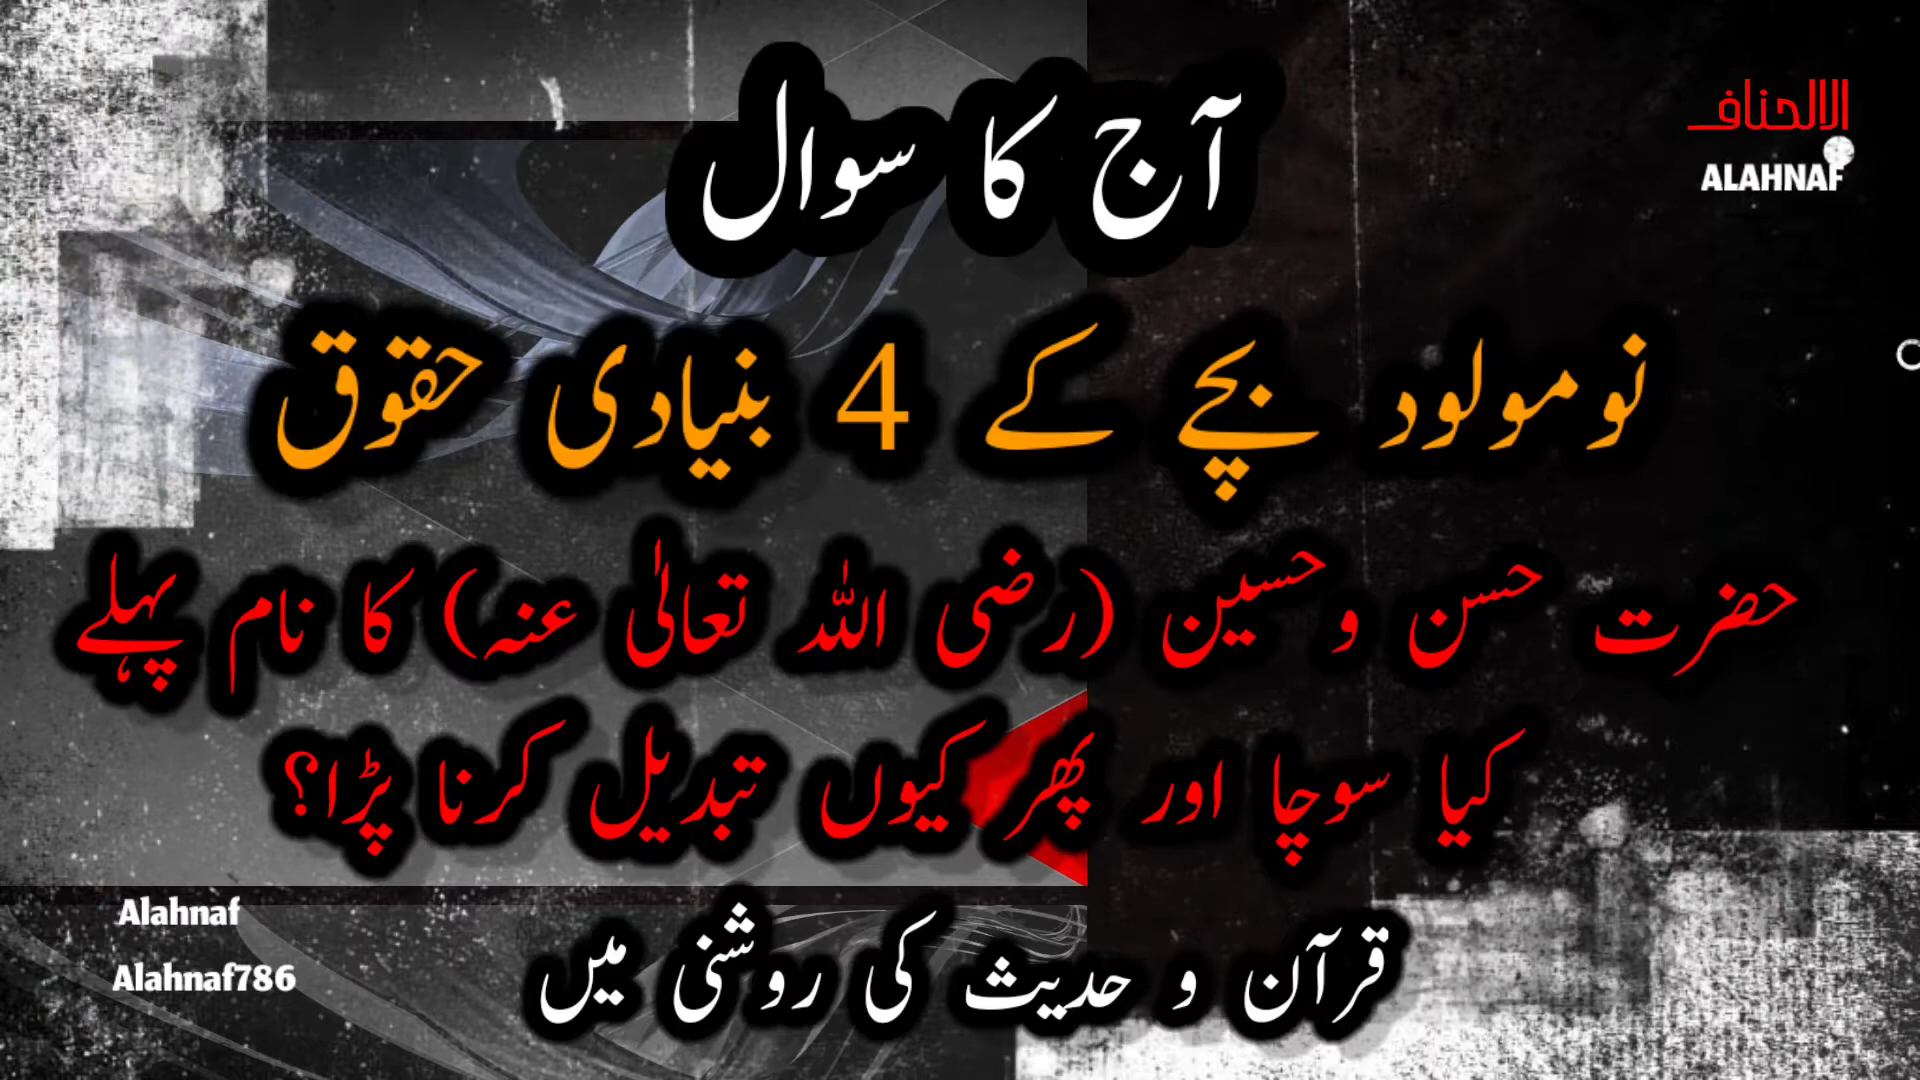 آج کا سوال
الاحناف
ALAHNAF
نومولود بچے کے 4 بنیادی حقوق
حضرت حسن وحسین (رضی اللہ تعالیٰ عنہ) کا نام پہلے
کیا سوچا اور پھر کیوں تبدیل کرنا پڑا؟
قرآن و حدیث کی روشنی میں
Alahnaf
Alahnaf786